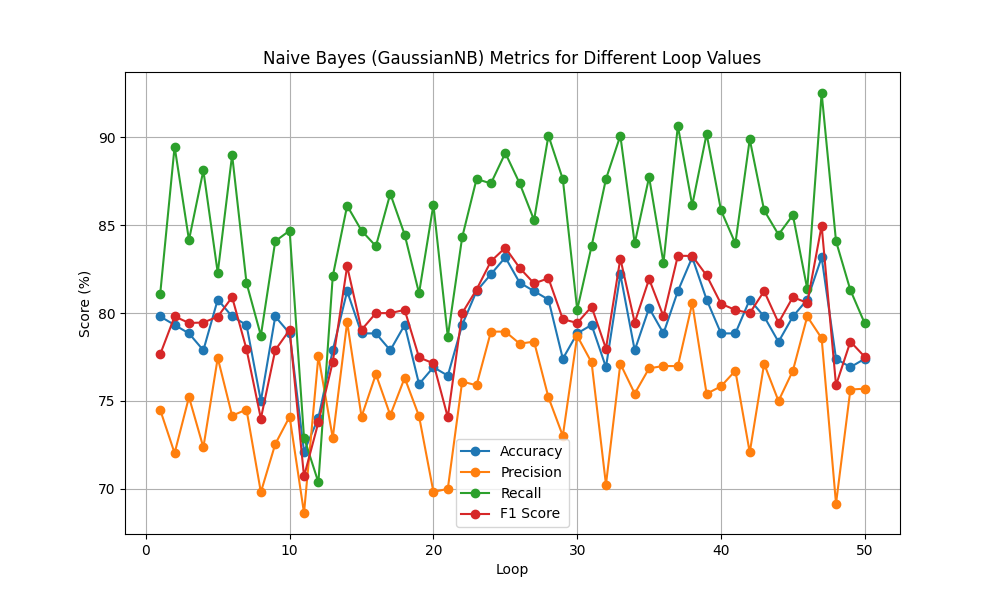 Naive Bayes (GaussianNB) Metrics for Different Loop Values
Score (%)
90
85
80
75
70
Accuracy
Precision
Recall
F1 Score
0 10 20 30 40 50
Loop